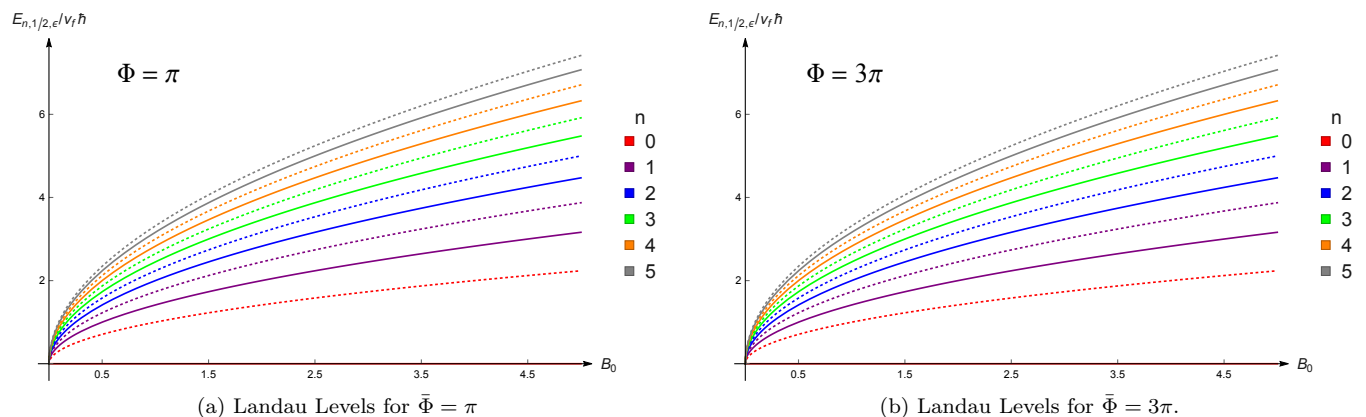 E_{n,1/2,ϵ}/v_f ℏ
Φ = π
6
4
2
0.5 1.5 2.5 3.5 4.5
B_0
n
0
1
2
3
4
5
(a) Landau Levels for Φ̄ = π
E_{n,1/2,ϵ}/v_f ℏ
Φ = 3π
6
4
2
0.5 1.5 2.5 3.5 4.5
B_0
n
0
1
2
3
4
5
(b) Landau Levels for Φ̄ = 3π.